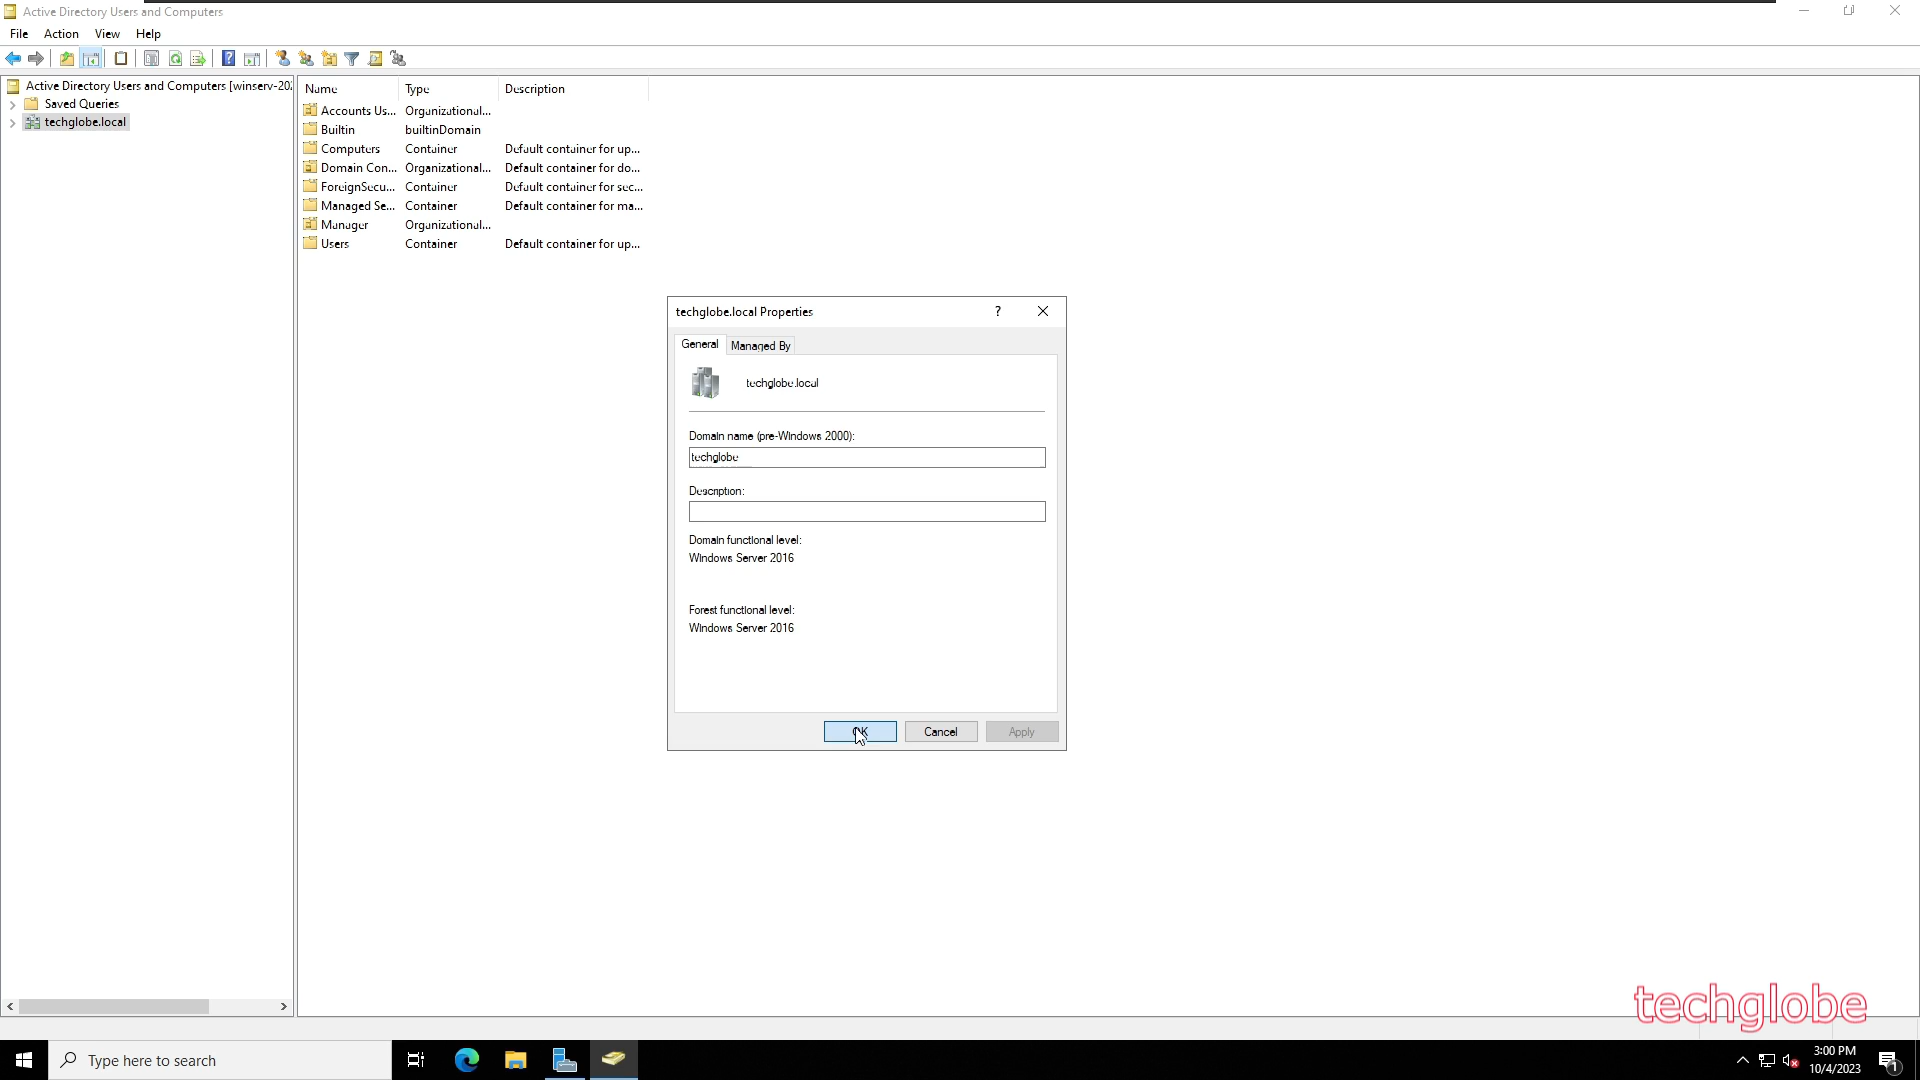 Active Directory Users and Computers
File Action View Help
Active Directory Users and Computers [winserv-20
Saved Queries
techglobe.local
Name Type Description
Accounts Us... Organizational...
Builtin builtinDomain
Computers Container Default container for up...
Domain Con... Organizational... Default container for do...
ForeignSecu... Container Default container for sec...
Managed Se... Container Default container for ma...
Manager Organizational...
Users Container Default container for up...
techglobe.local Properties ?
General Managed By
techglobe.local
Domain name (pre-Windows 2000):
techglobe
Description:
Domain functional level:
Windows Server 2016
Forest functional level:
Windows Server 2016
OK Cancel Apply
techglobe
Type here to search
3:00 PM
10/4/2023
1